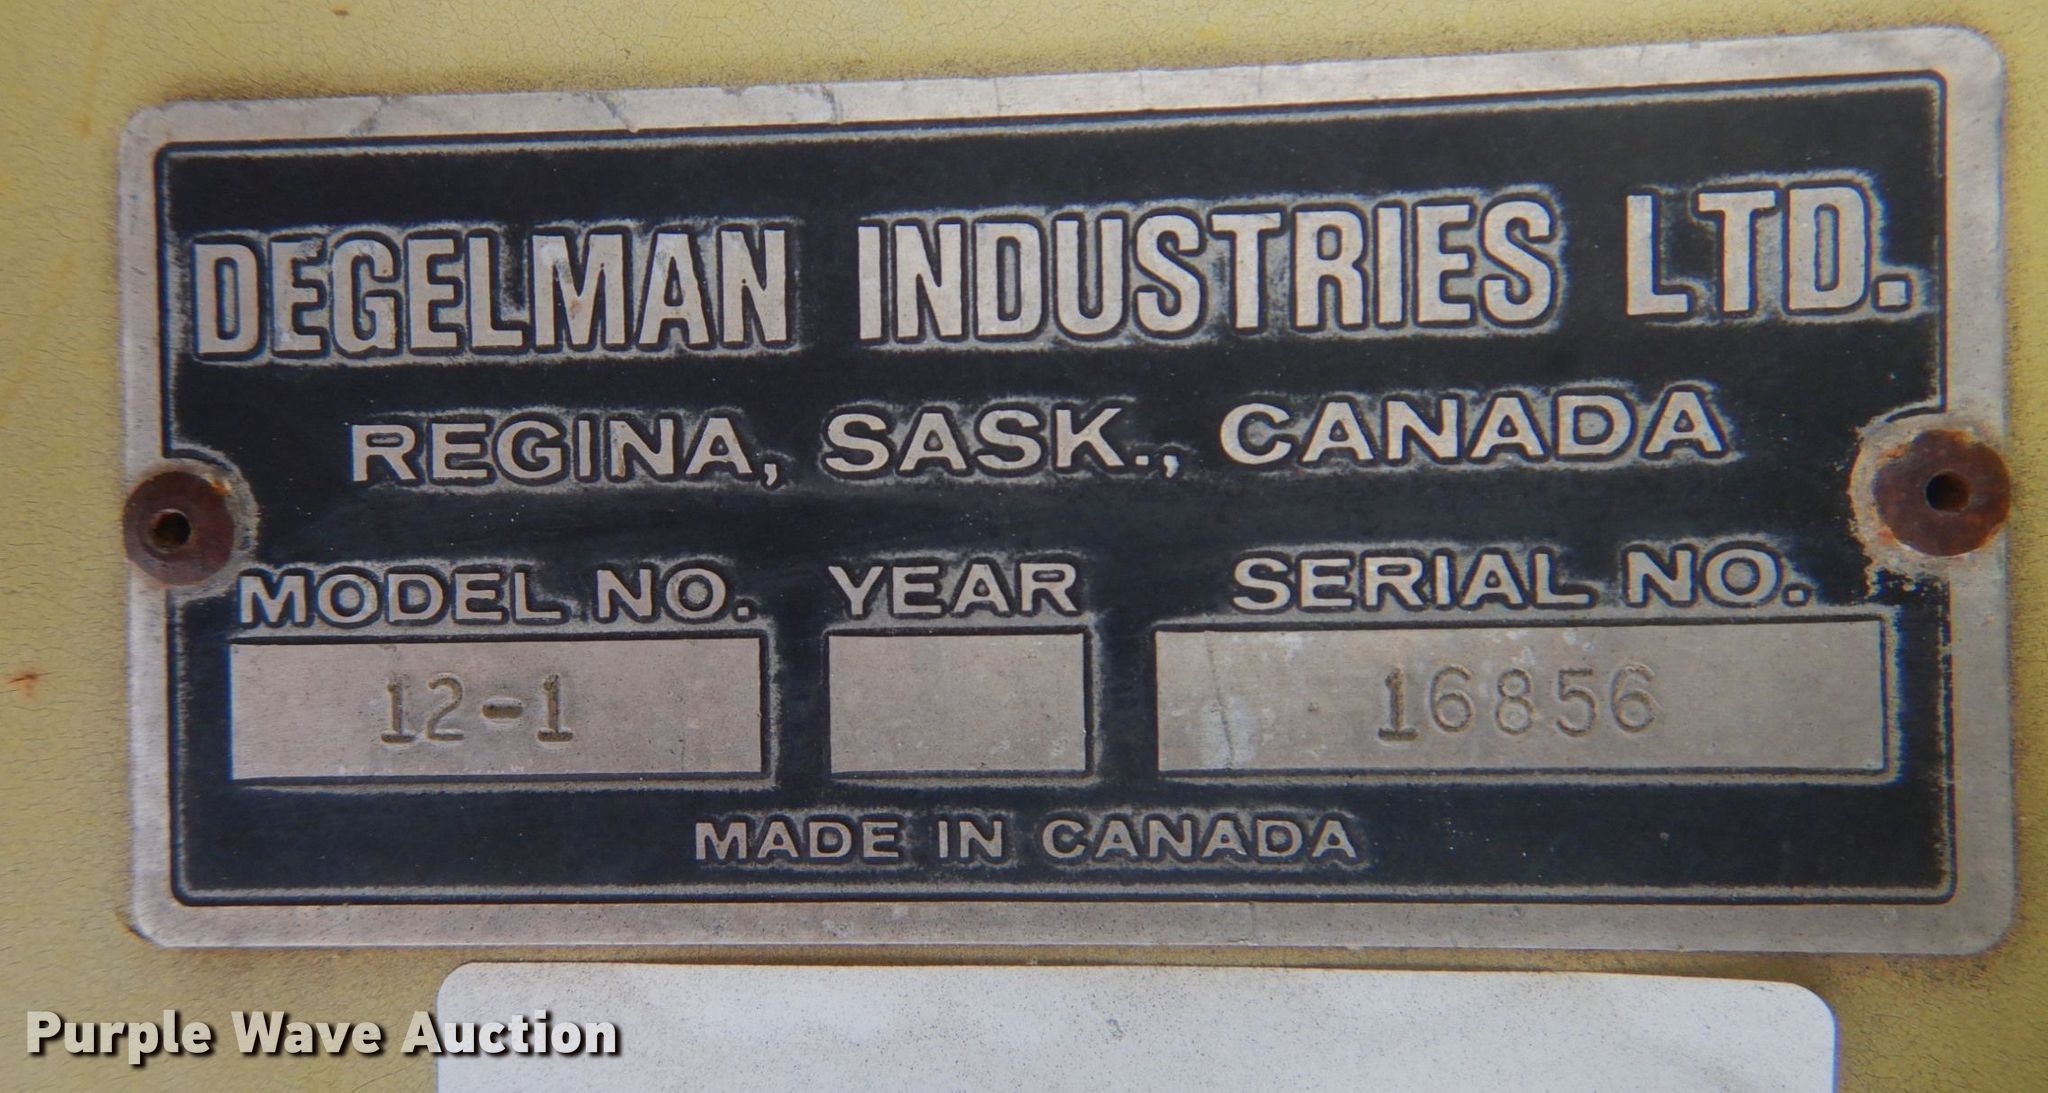 DEGELMAN INDUSTRIES LTD.
REGINA, SASK., CANADA
MODEL NO. YEAR SERIAL NO.
12-1 16856
MADE IN CANADA
Purple Wave Auction